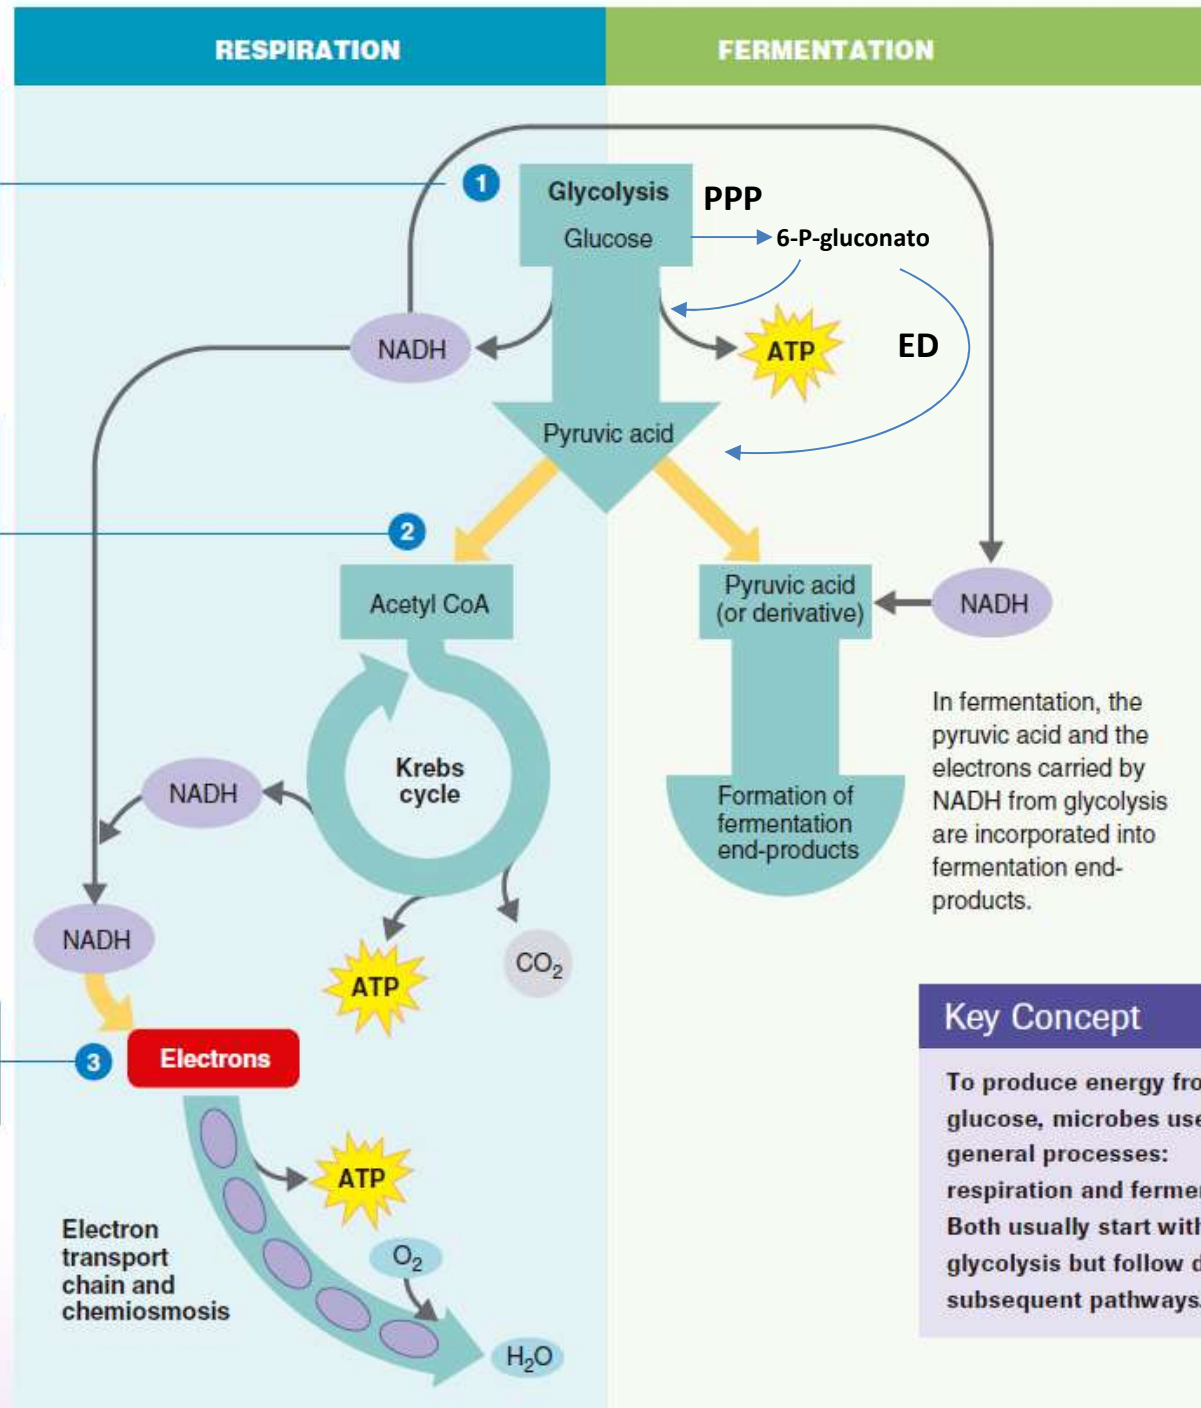 RESPIRATION
FERMENTATION
1
Glycolysis
PPP
Glucose
6-P-gluconato
NADH
ATP
ED
Pyruvic acid
2
Acetyl CoA
Pyruvic acid
(or derivative)
NADH
Krebs
cycle
NADH
Formation of
fermentation
end-products
In fermentation, the
pyruvic acid and the
electrons carried by
NADH from glycolysis
are incorporated into
fermentation end-
products.
NADH
ATP
CO2
3
Electrons
Key Concept
To produce energy fro
glucose, microbes use
general processes:
respiration and fermen
Both usually start with
glycolysis but follow d
subsequent pathways.
ATP
Electron
transport
chain and
chemiosmosis
O2
H2O